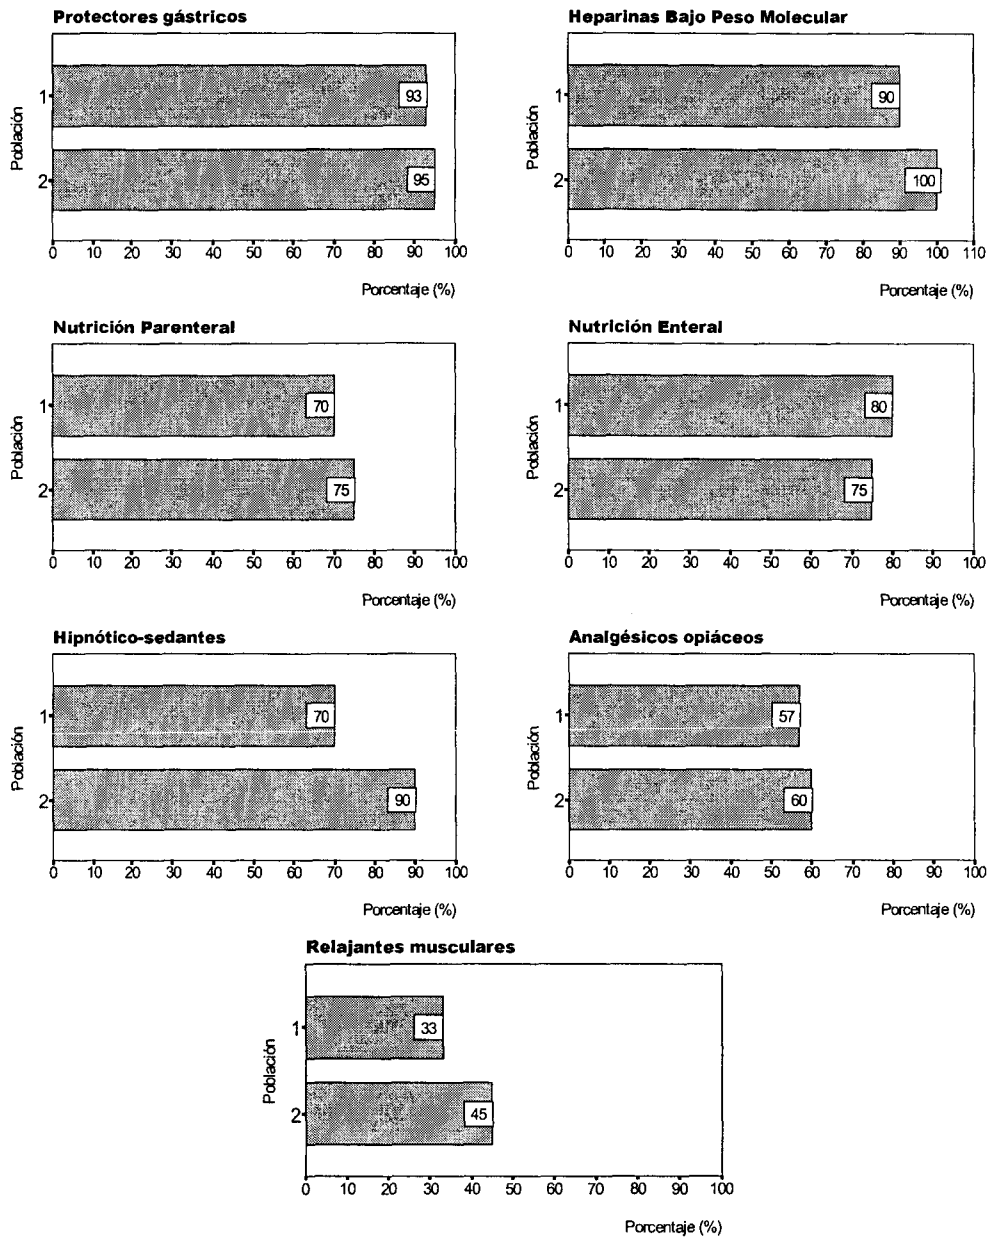 Protectores gástricos
Población
1
93
2
95
0 10 20 30 40 50 60 70 80 90 100
Porcentaje (%)
Heparinas Bajo Peso Molecular
Población
1
90
2
100
0 10 20 30 40 50 60 70 80 90 100 110
Porcentaje (%)
Nutrición Parenteral
Población
1
70
2
75
0 10 20 30 40 50 60 70 80 90 100
Porcentaje (%)
Nutrición Enteral
Población
1
80
2
75
0 10 20 30 40 50 60 70 80 90 100
Porcentaje (%)
Hipnótico-sedantes
Población
1
70
2
90
0 10 20 30 40 50 60 70 80 90 100
Porcentaje (%)
Analgésicos opiáceos
Población
1
57
2
60
0 10 20 30 40 50 60 70 80 90 100
Porcentaje (%)
Relajantes musculares
Población
1
33
2
45
0 10 20 30 40 50 60 70 80 90 100
Porcentaje (%)